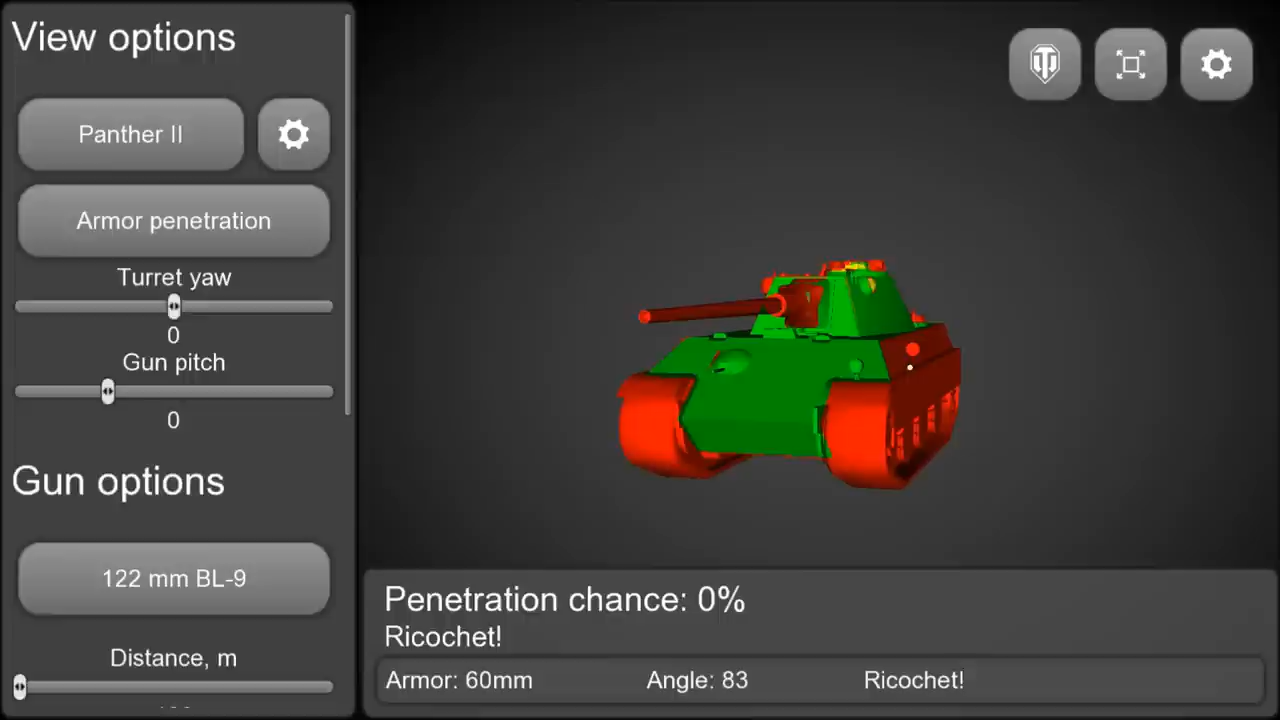 View options
Panther II
Armor penetration
Turret yaw
0
Gun pitch
0
Gun options
122 mm BL-9
Distance, m
Penetration chance: 0%
Ricochet!
Armor: 60mm Angle: 83 Ricochet!